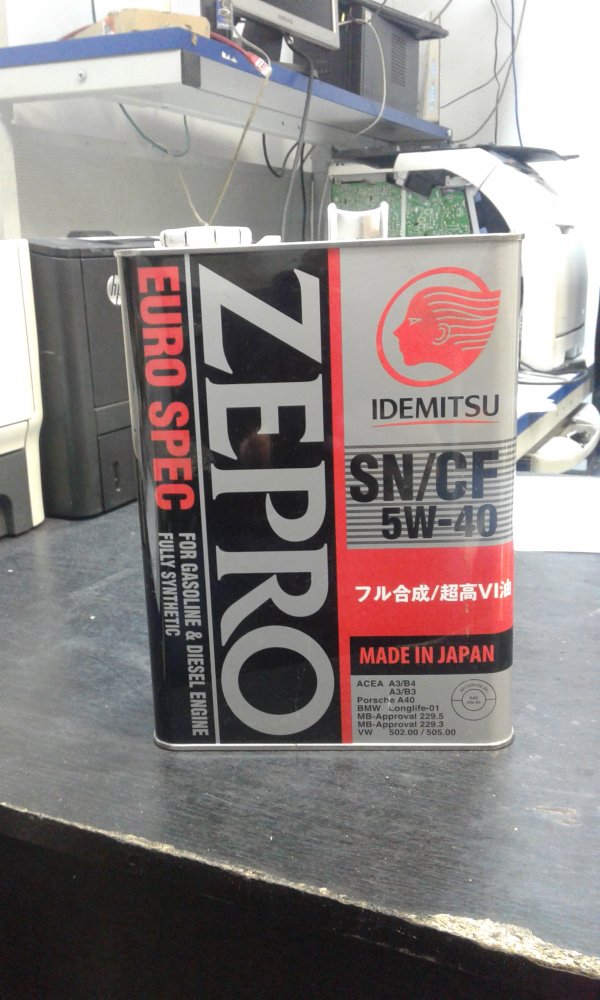 EURO SPEC
FOR GASOLINE & DIESEL ENGINE
FULLY SYNTHETIC
ZEPRO
IDEMITSU
SN/CF
5W-40
フル合成/超高VI油
MADE IN JAPAN
ACEA A3/B4
A3/B3
Porsche A40
BMW Longlife-01
MB-Approval 229.5
MB-Approval 229.3
VW 502.00 / 505.00
hp